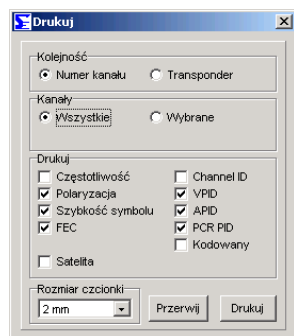 Drukuj
Kolejność
Numer kanału Transponder
Kanały
Wszystkie Wybrane
Drukuj
Częstotliwość Channel ID
Polaryzacja VPID
Szybkość symbolu APID
FEC PCR PID
Kodowany
Satelita
Rozmiar czcionki
2 mm Przerwij Drukuj